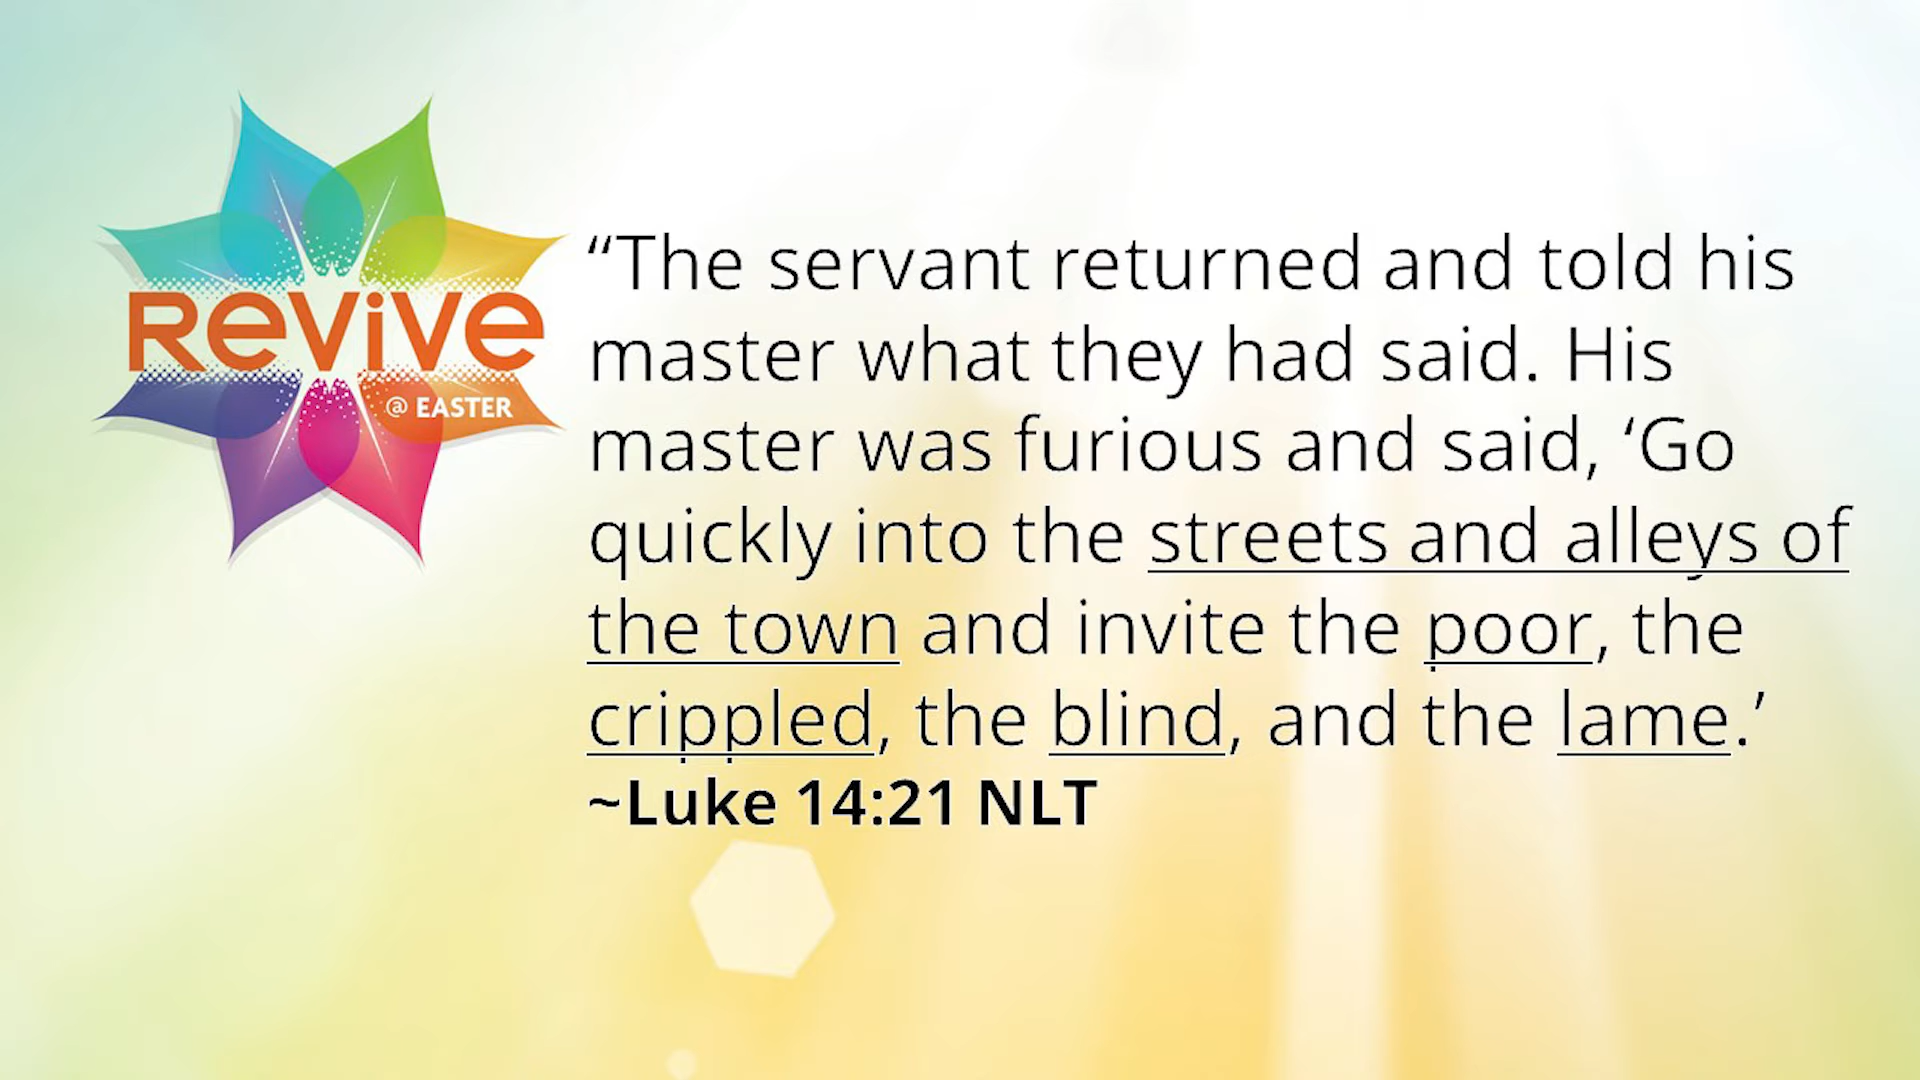 ReViVe
@ EASTER
“The servant returned and told his
master what they had said. His
master was furious and said, ‘Go
quickly into the streets and alleys of
the town and invite the poor, the
crippled, the blind, and the lame.’
~Luke 14:21 NLT